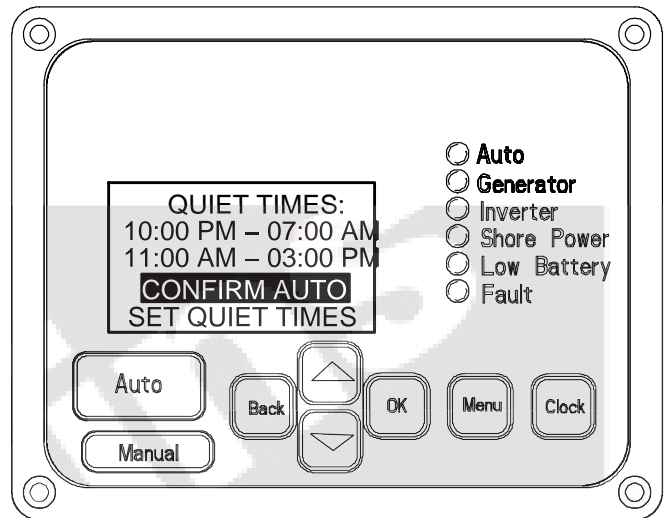 QUIET TIMES:
10:00 PM – 07:00 AM
11:00 AM – 03:00 PM
CONFIRM AUTO
SET QUIET TIMES
Auto
Generator
Inverter
Shore Power
Low Battery
Fault
Auto
Manual
Back
OK
Menu
Clock